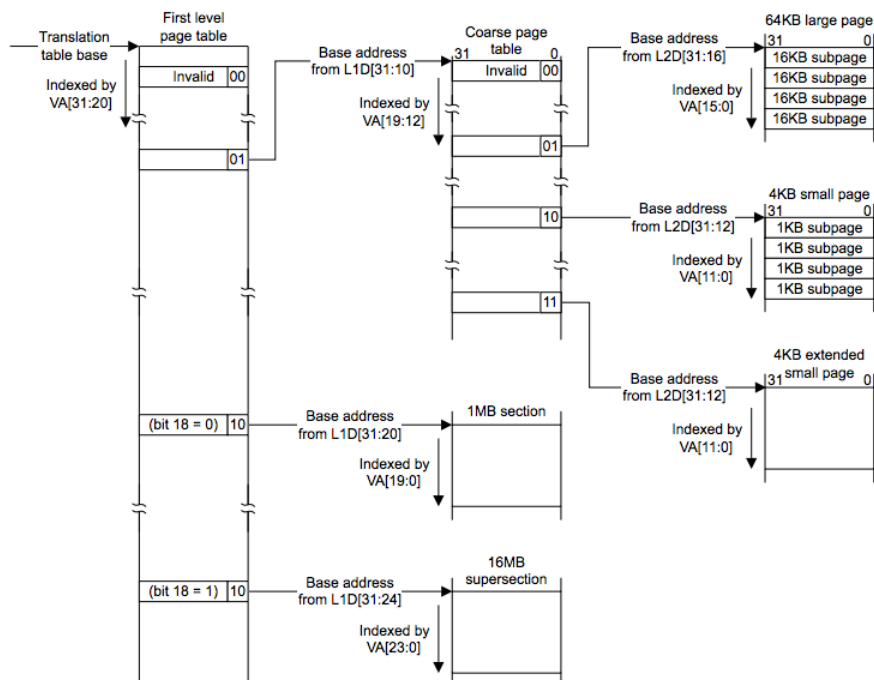 First level
page table
Translation
table base
Indexed by
VA[31:20]
Invalid 00
01
(bit 18 = 0) 10
(bit 18 = 1) 10
Base address
from L1D[31:10]
Indexed by
VA[19:12]
Coarse page
table
31 0
Invalid 00
01
10
11
Base address
from L2D[31:16]
Indexed by
VA[15:0]
64KB large page
31 0
16KB subpage
16KB subpage
16KB subpage
16KB subpage
Base address
from L2D[31:12]
Indexed by
VA[11:0]
4KB small page
31 0
1KB subpage
1KB subpage
1KB subpage
1KB subpage
Base address
from L2D[31:12]
Indexed by
VA[11:0]
4KB extended
small page
31 0
Base address
from L1D[31:20]
Indexed by
VA[19:0]
1MB section
Base address
from L1D[31:24]
Indexed by
VA[23:0]
16MB
supersection